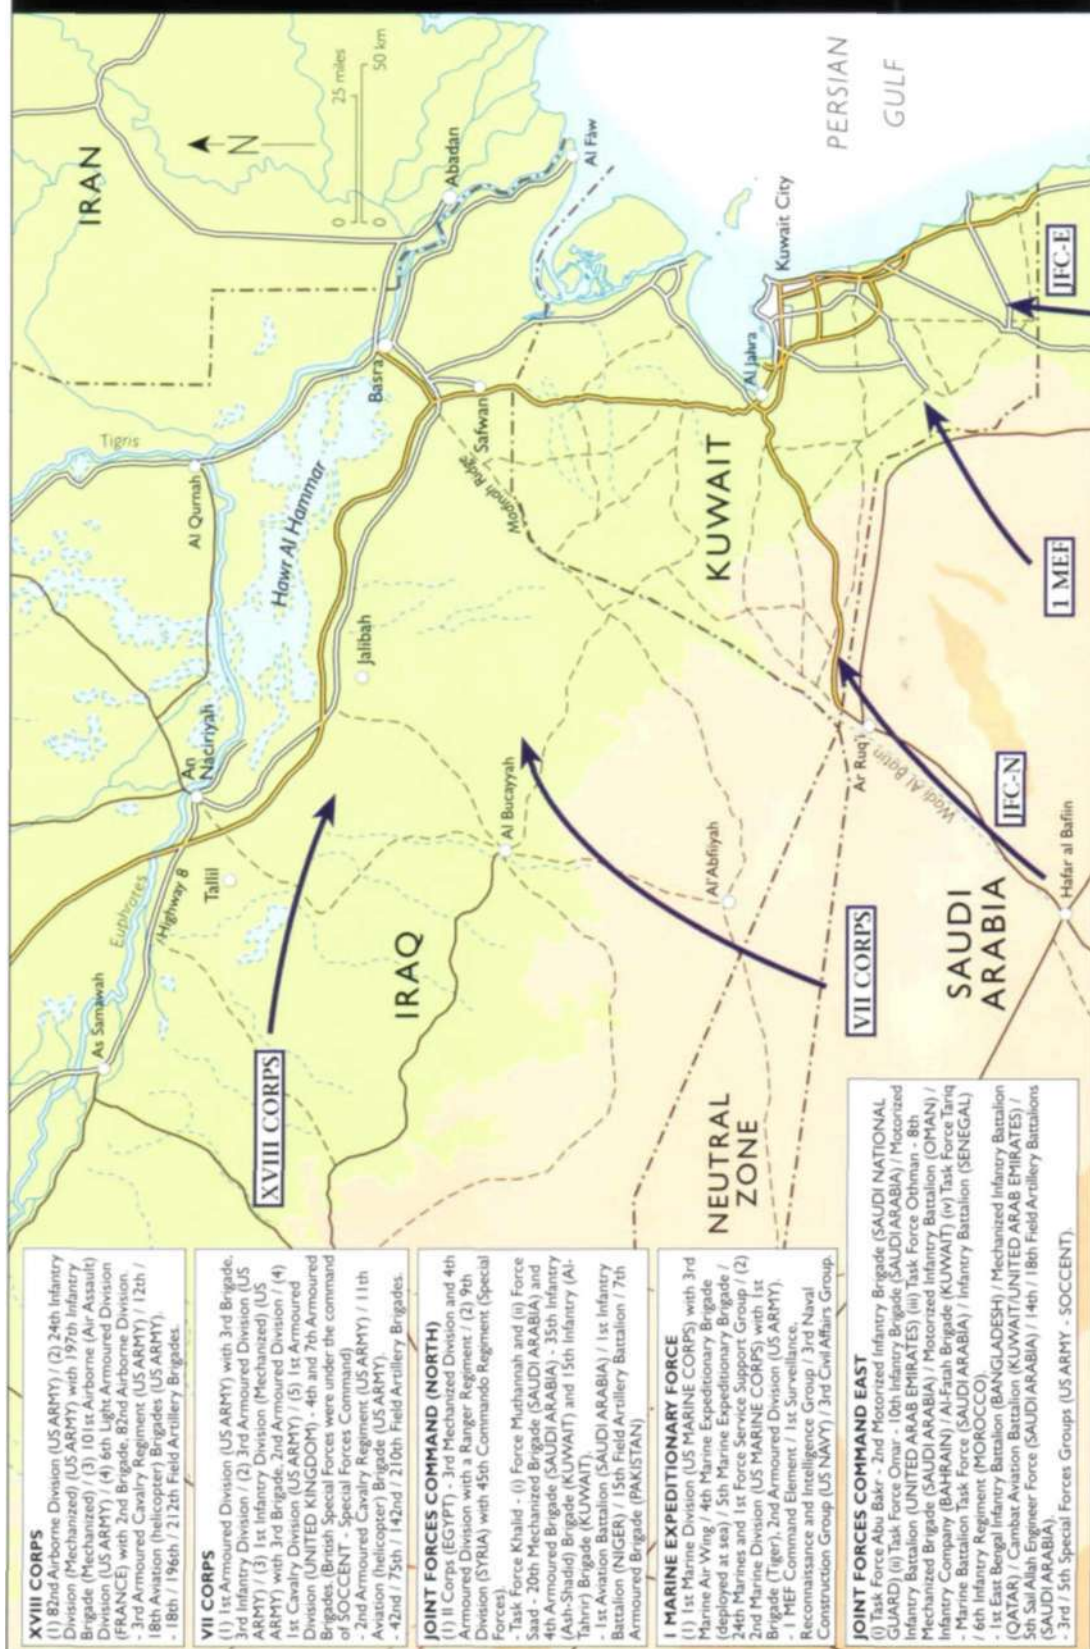 XVIII CORPS
(1) 82nd Airborne Division (US ARMY) / (2) 24th Infantry
Division (Mechanized) (US ARMY) with 197th Infantry
Brigade (Mechanized) / (3) 101st Airborne (Air Assault)
Division (US ARMY) / (4) 6th Light Armoured Division
(FRANCE) with 2nd Brigade, 82nd Airborne Division.
- 3rd Armoured Cavalry Regiment (US ARMY) / 12th /
18th Aviation (helicopter) Brigades (US ARMY).
- 18th / 196th / 212th Field Artillery Brigades.
VII CORPS
(1) 1st Armoured Division (US ARMY) with 3rd Brigade,
3rd Infantry Division / (2) 3rd Armoured Division (US
ARMY) / (3) 1st Infantry Division (Mechanized) (US
ARMY) with 3rd Brigade, 2nd Armoured Division / (4)
1st Cavalry Division (US ARMY) / (5) 1st Armoured
Division (UNITED KINGDOM) - 4th and 7th Armoured
Brigades. (British Special Forces were under the command
of SOCCENT - Special Forces Command)
- 2nd Armoured Cavalry Regiment (US ARMY) / 11th
Aviation (helicopter) Brigade (US ARMY).
- 42nd / 75th / 142nd / 210th Field Artillery Brigades.
JOINT FORCES COMMAND (NORTH)
(1) II Corps (EGYPT) - 3rd Mechanized Division and 4th
Armoured Division with a Ranger Regiment / (2) 9th
Division (SYRIA) with 45th Commando Regiment (Special
Forces).
- Task Force Khalid - (i) Force Muthannah and (ii) Force
Saad - 20th Mechanized Brigade (SAUDI ARABIA) and
4th Armoured Brigade (SAUDI ARABIA) - 35th Infantry
(Ash-Shadid) Brigade (KUWAIT) and 15th Infantry (Al-
Tahrir) Brigade (KUWAIT).
- 1st Aviation Battalion (SAUDI ARABIA) / 1st Infantry
Battalion (NIGER) / 15th Field Artillery Battalion / 7th
Armoured Brigade (PAKISTAN)
I MARINE EXPEDITIONARY FORCE
(1) 1st Marine Division (US MARINE CORPS) with 3rd
Marine Air Wing / 4th Marine Expeditionary Brigade
(deployed at sea) / 5th Marine Expeditionary Brigade /
24th Marines and 1st Force Service Support Group / (2)
2nd Marine Division (US MARINE CORPS) with 1st
Brigade (Tiger), 2nd Armoured Division (US ARMY).
- 1 MEF Command Element / 1st Surveillance,
Reconnaissance and Intelligence Group / 3rd Naval
Construction Group (US NAVY) / 3rd Civil Affairs Group.
JOINT FORCES COMMAND EAST
(i) Task Force Abu Bakr - 2nd Motorized Infantry Brigade (SAUDI NATIONAL
GUARD) (ii) Task Force Omar - 10th Infantry Brigade (SAUDI ARABIA) / Motorized
Infantry Battalion (UNITED ARAB EMIRATES) (iii) Task Force Othman - 8th
Mechanized Brigade (SAUDI ARABIA) / Motorized Infantry Battalion (OMAN) /
Infantry Company (BAHRAIN) / Al-Fatah Brigade (KUWAIT) (iv) Task Force Tariq
- Marine Battalion Task Force (SAUDI ARABIA) / Infantry Battalion (SENEGAL)
/ 6th Infantry Regiment (MOROCCO).
- 1st East Bengal Infantry Battalion (BANGLADESH) / Mechanized Infantry Battalion
(QATAR) / Combat Aviation Battalion (KUWAIT/UNITED ARAB EMIRATES) /
5th Sail Allah Engineer Force (SAUDI ARABIA) / 14th / 18th Field Artillery Battalions
(SAUDI ARABIA).
- 3rd / 5th Special Forces Groups (US ARMY - SOCCENT).
IRAN
N
0 25 miles
0 50 km
Tigris
Al Qurnah
Basra
Abadan
Al Fàw
Hawr Al Hammar
An
Naciriyah
Euphrates
Highway 8
As Samawah
Tallil
Jalibah
Safwan
Ridge
XVIII CORPS
IRAQ
Al Bucayyah
KUWAIT
Al Jahra
Kuwait City
PERSIAN
GULF
Al'Abfiiyah
NEUTRAL
ZONE
VII CORPS
Ar Ruq'i
Wadi Al Batin
JFC-N
1 MEF
JFC-E
SAUDI
ARABIA
Hafar al Bafiin